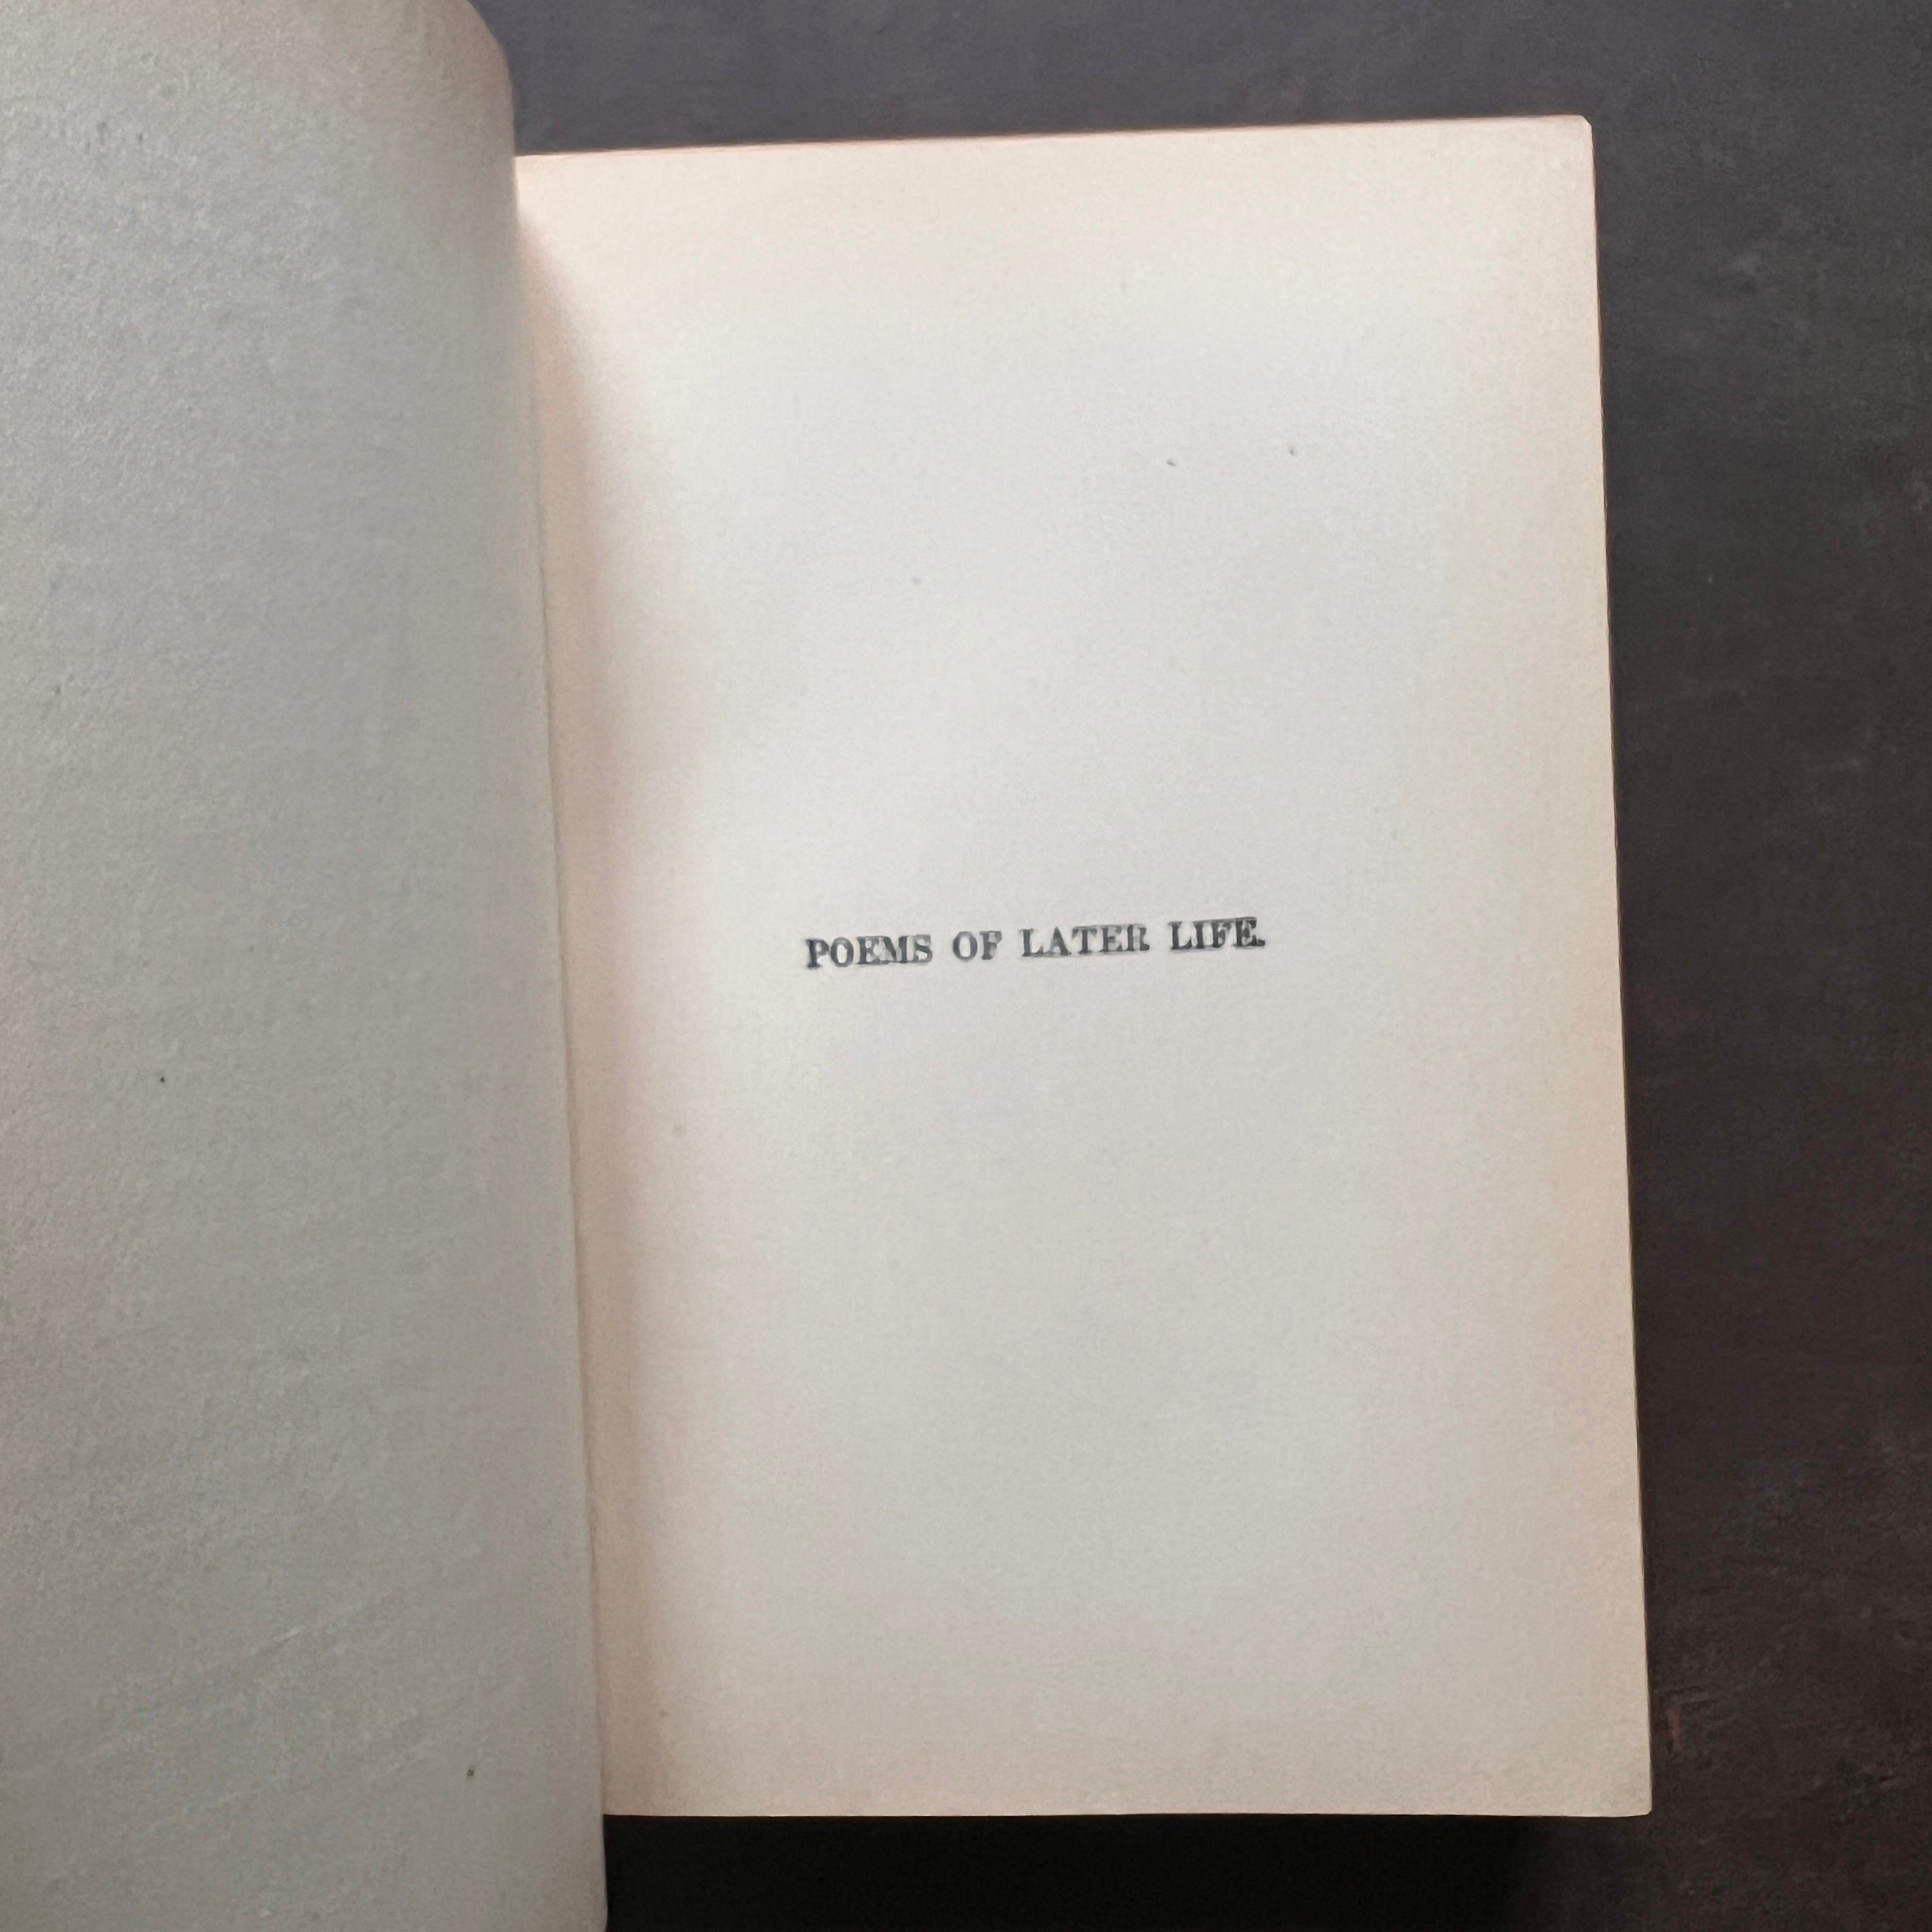 POEMS OF LATER LIFE.